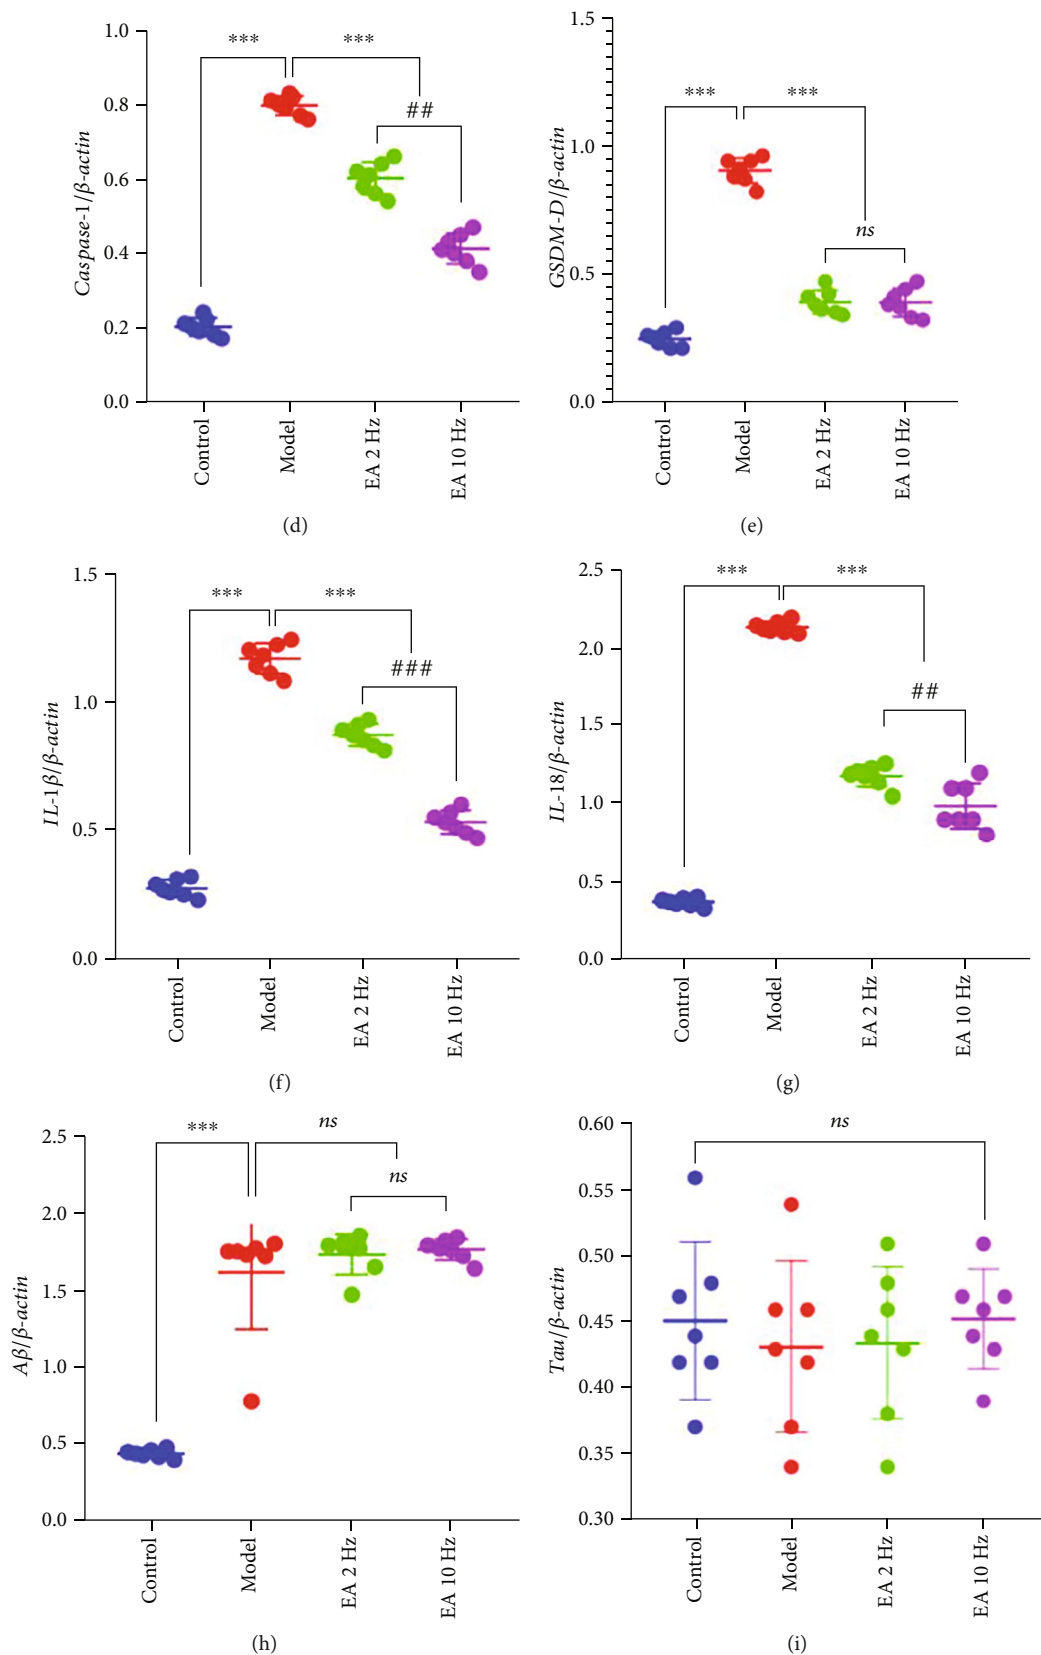 1.0
0.8
0.6
0.4
0.2
0.0
Caspase-1/β-actin
***
***
##
Control
Model
EA 2 Hz
EA 10 Hz
(d)
1.5
1.0
0.5
0.0
GSDM-D/β-actin
***
***
ns
Control
Model
EA 2 Hz
EA 10 Hz
(e)
1.5
1.0
0.5
0.0
IL-1β/β-actin
***
***
###
Control
Model
EA 2 Hz
EA 10 Hz
(f)
2.5
2.0
1.5
1.0
0.5
0.0
IL-18/β-actin
***
***
##
Control
Model
EA 2 Hz
EA 10 Hz
(g)
2.5
2.0
1.5
1.0
0.5
0.0
Aβ/β-actin
***
ns
ns
Control
Model
EA 2 Hz
EA 10 Hz
(h)
0.60
0.55
0.50
0.45
0.40
0.35
0.30
Tau/β-actin
ns
Control
Model
EA 2 Hz
EA 10 Hz
(i)